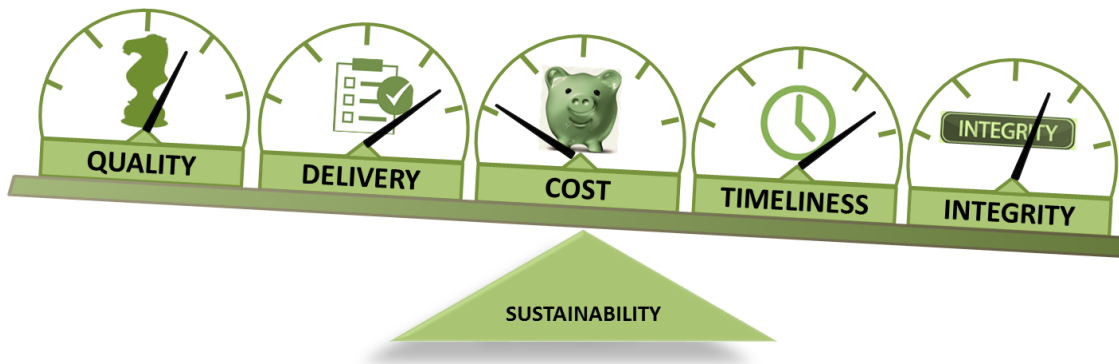 INTEGRITY
QUALITY
DELIVERY
COST
TIMELINESS
INTEGRITY
SUSTAINABILITY